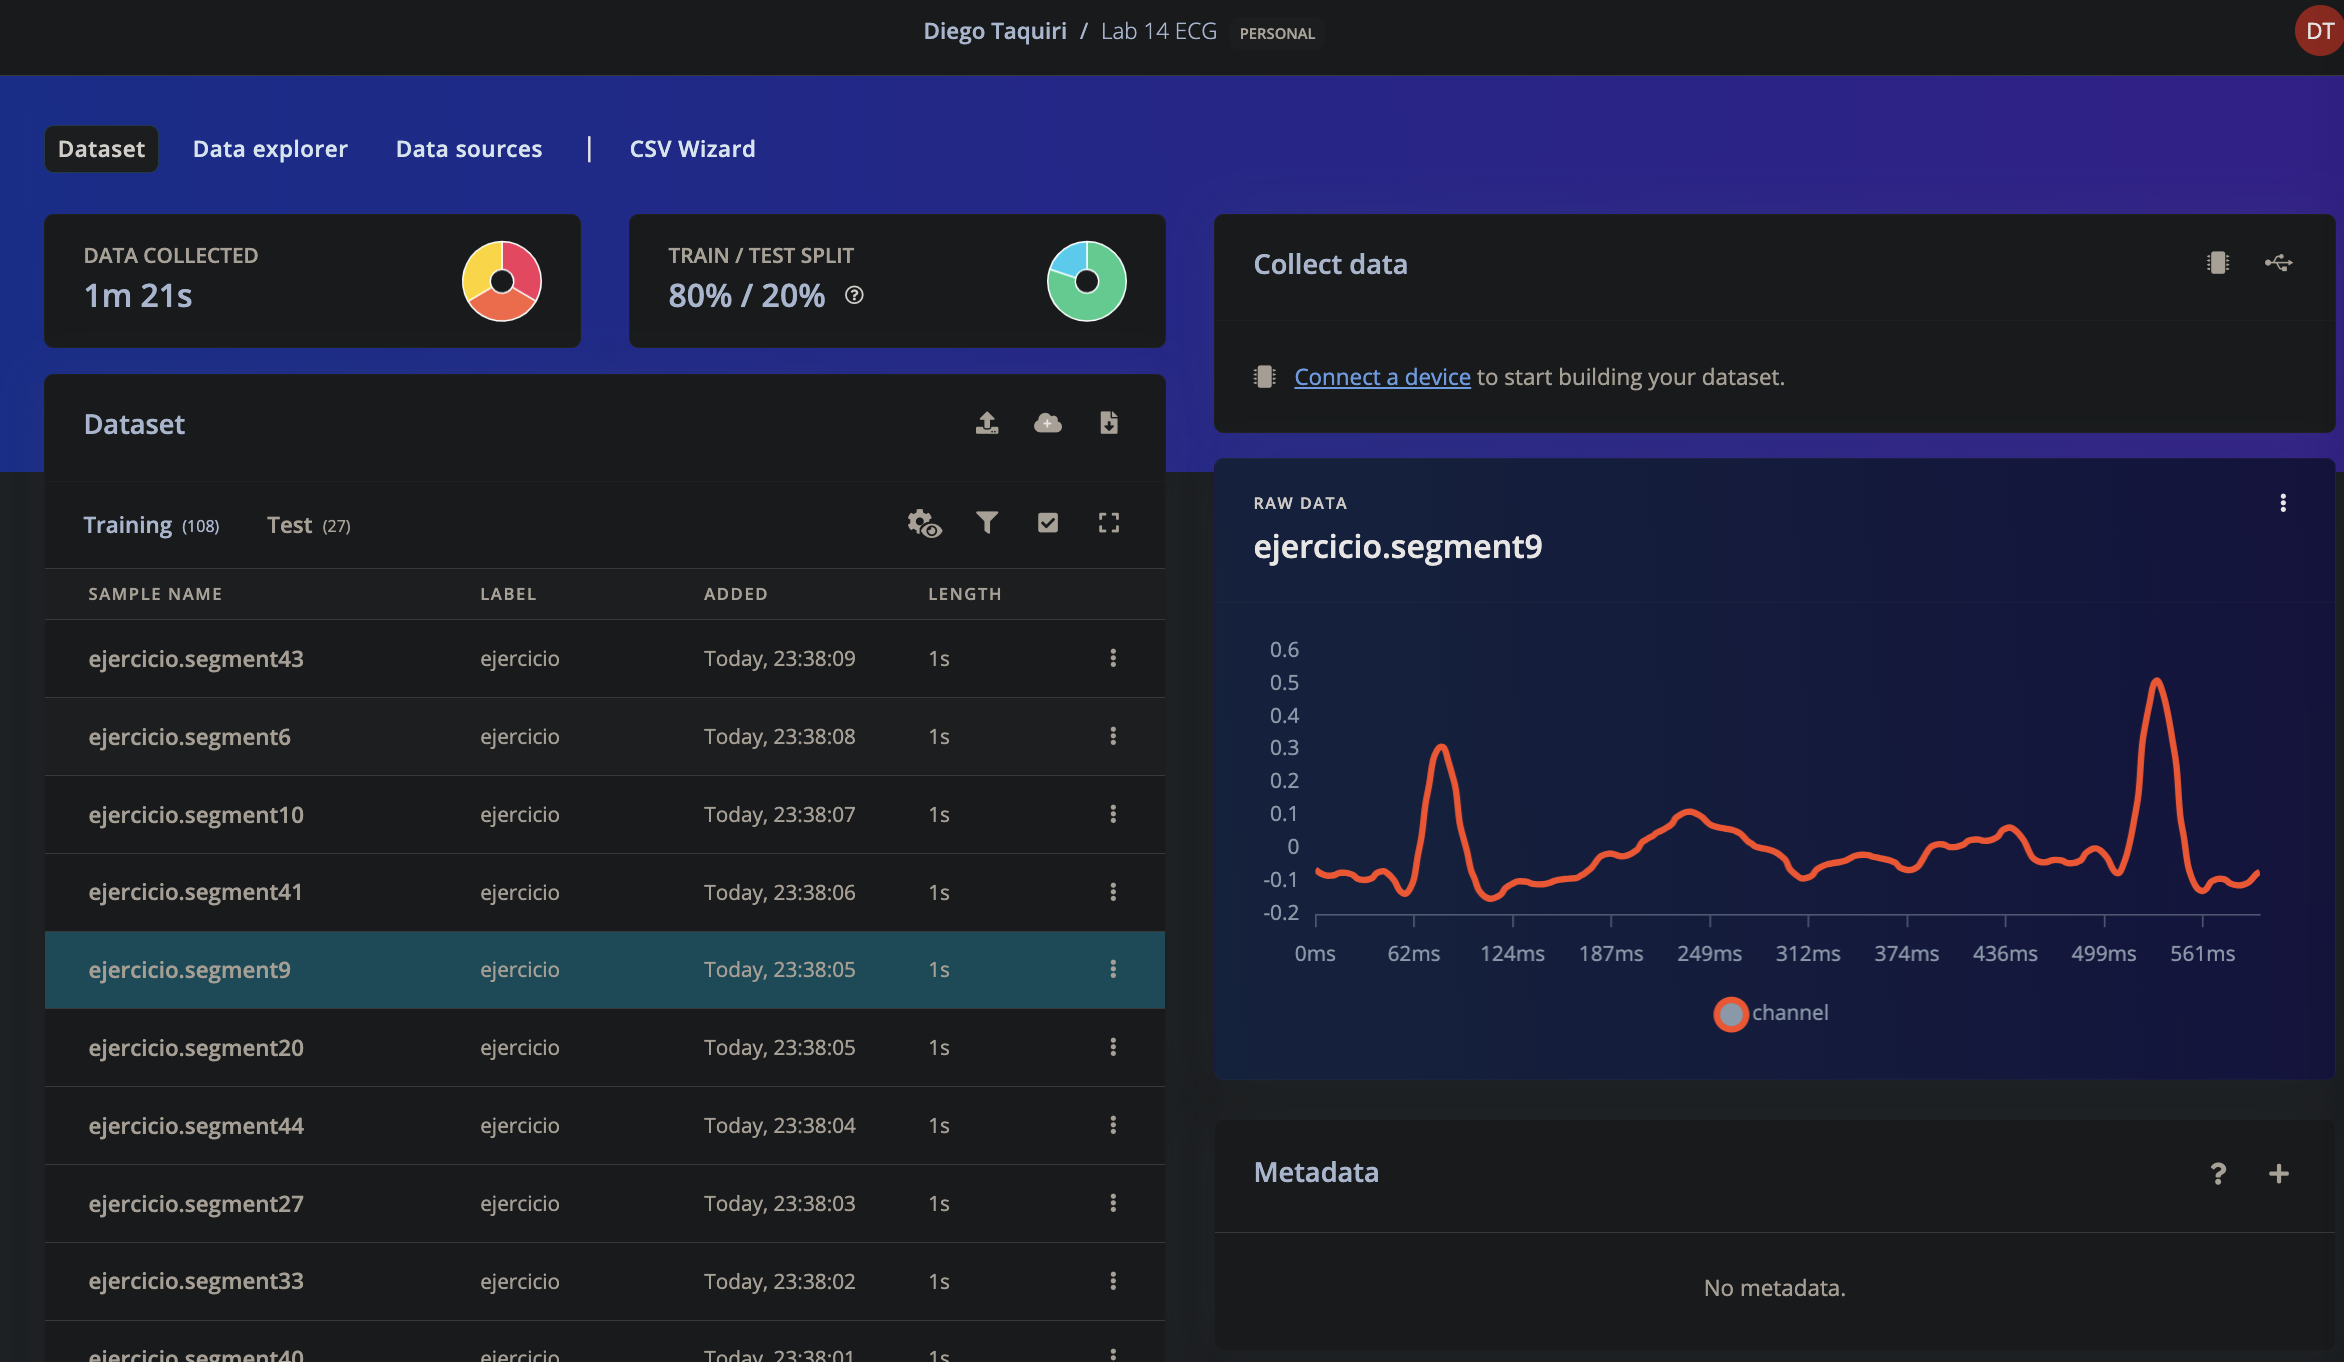 Diego Taquiri / Lab 14 ECG PERSONAL
DT
Dataset Data explorer Data sources | CSV Wizard
DATA COLLECTED
1m 21s
TRAIN / TEST SPLIT
80% / 20%
Dataset
Training (108) Test (27)
SAMPLE NAME LABEL ADDED LENGTH
ejercicio.segment43 ejercicio Today, 23:38:09 1s
ejercicio.segment6 ejercicio Today, 23:38:08 1s
ejercicio.segment10 ejercicio Today, 23:38:07 1s
ejercicio.segment41 ejercicio Today, 23:38:06 1s
ejercicio.segment9 ejercicio Today, 23:38:05 1s
ejercicio.segment20 ejercicio Today, 23:38:05 1s
ejercicio.segment44 ejercicio Today, 23:38:04 1s
ejercicio.segment27 ejercicio Today, 23:38:03 1s
ejercicio.segment33 ejercicio Today, 23:38:02 1s
ejercicio.segment40 ejercicio Today, 23:38:01 1s
Collect data
Connect a device to start building your dataset.
RAW DATA
ejercicio.segment9
0.6
0.5
0.4
0.3
0.2
0.1
0
-0.1
-0.2
0ms 62ms 124ms 187ms 249ms 312ms 374ms 436ms 499ms 561ms
channel
Metadata
No metadata.